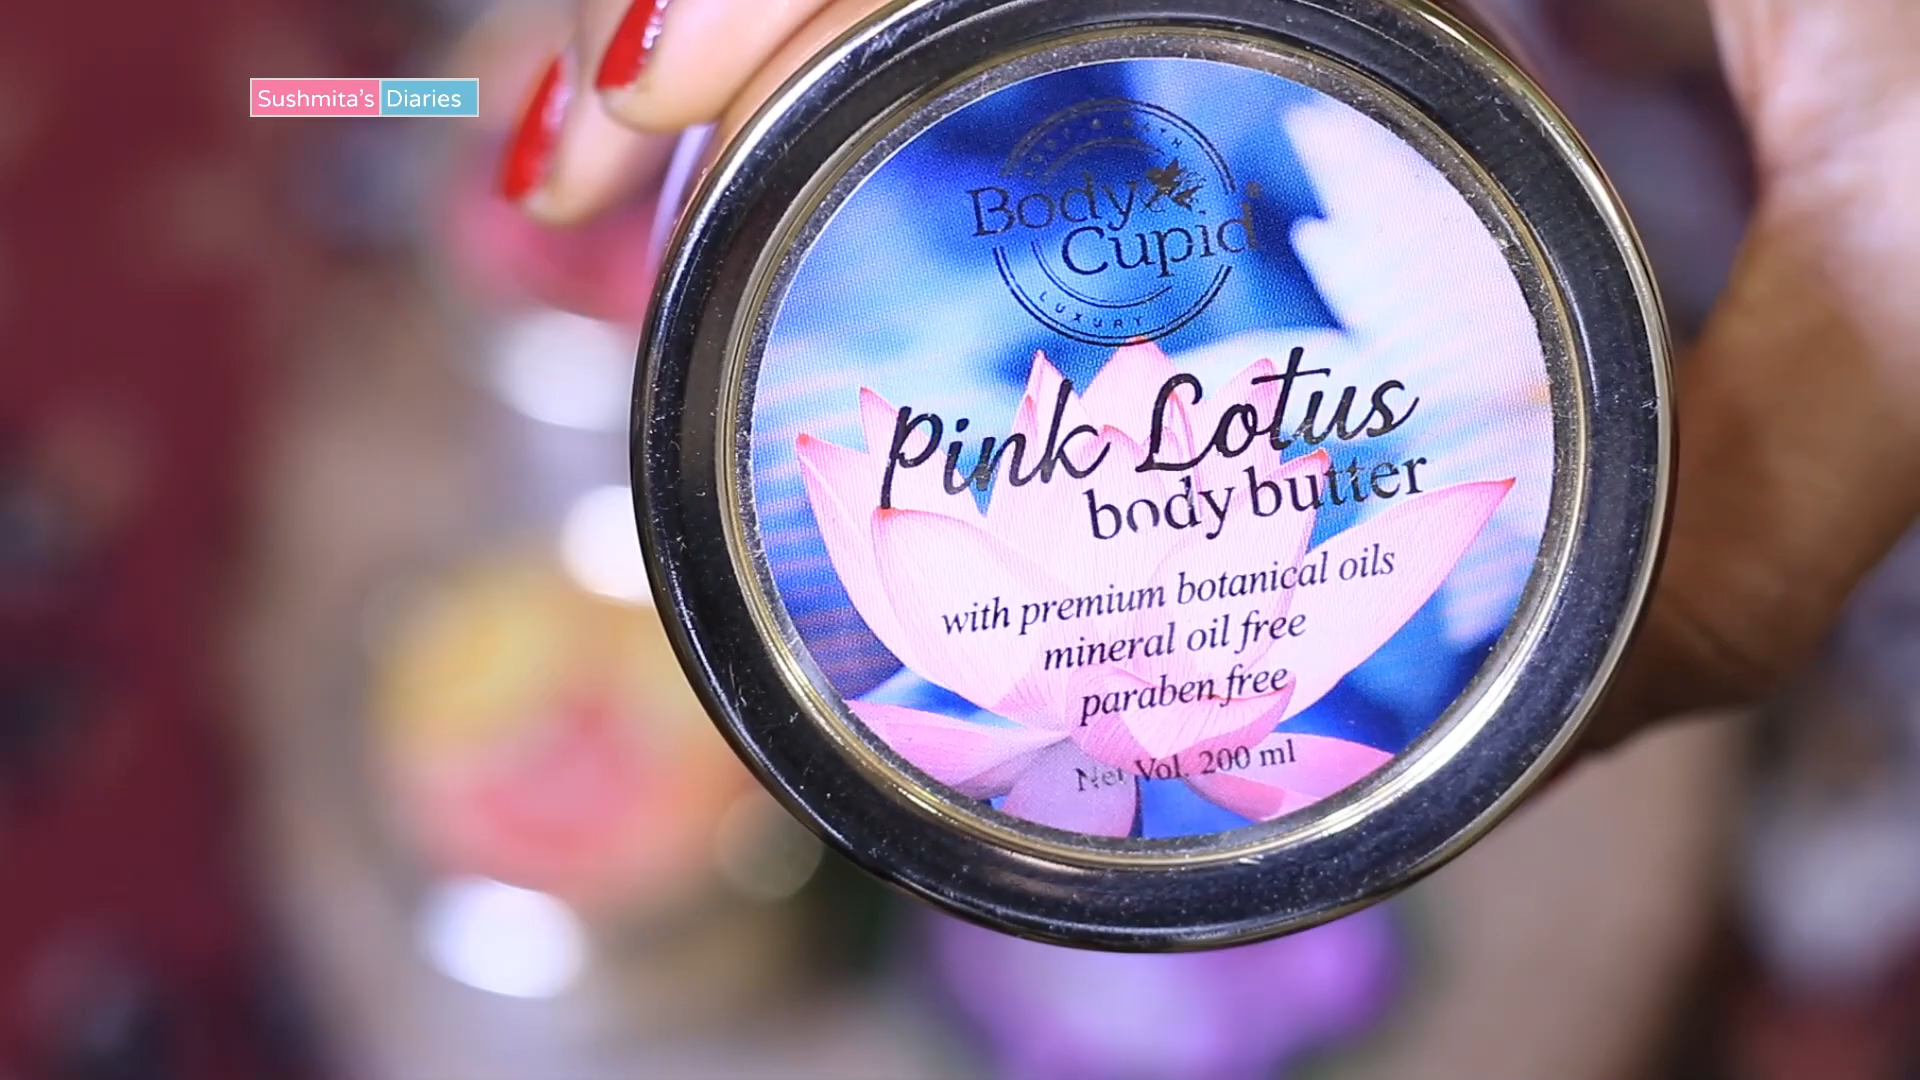 Sushmita's Diaries
Body
Cupid
LUXURY
Pink Lotus
body butter
with premium botanical oils
mineral oil free
paraben free
Net Vol. 200 ml